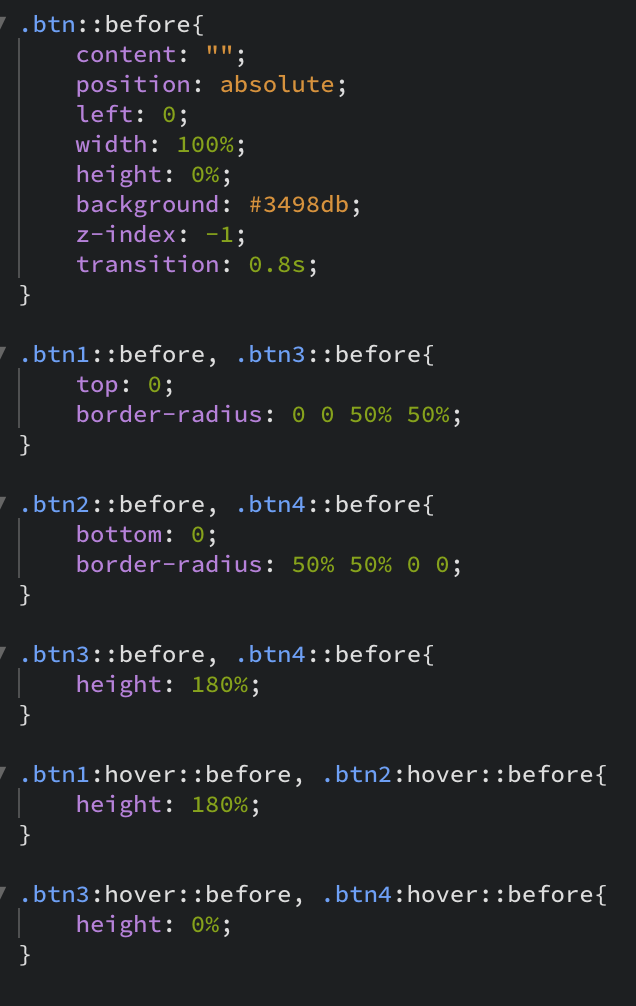 .btn::before{
    content: "";
    position: absolute;
    left: 0;
    width: 100%;
    height: 0%;
    background: #3498db;
    z-index: -1;
    transition: 0.8s;
}

.btn1::before, .btn3::before{
    top: 0;
    border-radius: 0 0 50% 50%;
}

.btn2::before, .btn4::before{
    bottom: 0;
    border-radius: 50% 50% 0 0;
}

.btn3::before, .btn4::before{
    height: 180%;
}

.btn1:hover::before, .btn2:hover::before{
    height: 180%;
}

.btn3:hover::before, .btn4:hover::before{
    height: 0%;
}